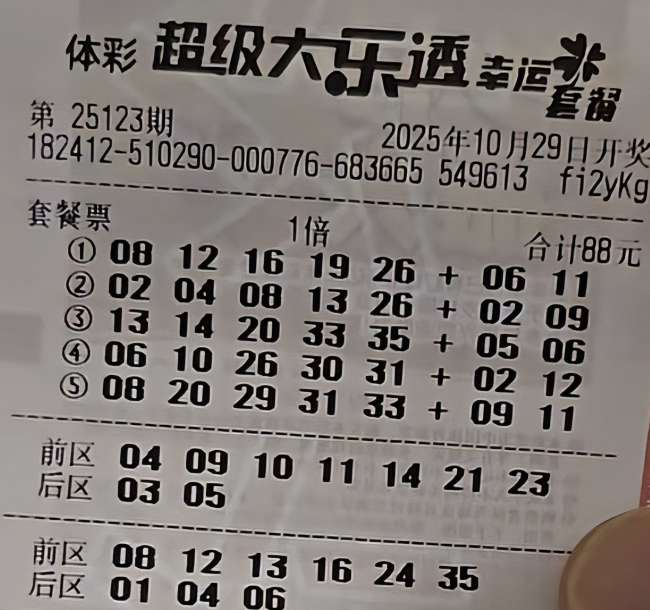 体彩 超级大乐透 幸运套餐
第 25123期 2025年10月29日开奖
182412-510290-000776-683665 549613 fi2yKg
套餐票 1倍 合计88元
① 08 12 16 19 26 + 06 11
② 02 04 08 13 26 + 02 09
③ 13 14 20 33 35 + 05 06
④ 06 10 26 30 31 + 02 12
⑤ 08 20 29 31 33 + 09 11
前区 04 09 10 11 14 21 23
后区 03 05
前区 08 12 13 16 24 35
后区 01 04 06